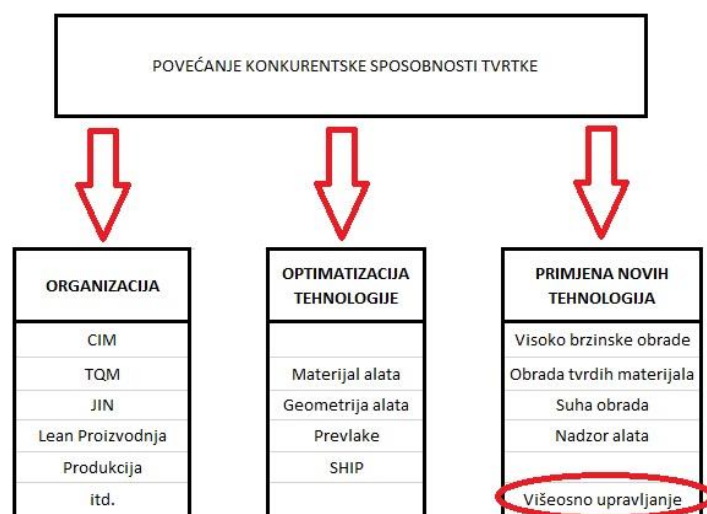 POVEĆANJE KONKURENTSKE SPOSOBNOSTI TVRTKE
ORGANIZACIJA
CIM
TQM
JIN
Lean Proizvodnja
Produkcija
itd.
OPTIMATIZACIJA
TEHNOLOGIJE
Materijal alata
Geometrija alata
Prevlake
SHIP
PRIMJENA NOVIH
TEHNOLOGIJA
Visoko brzinske obrade
Obrada tvrdih materijala
Suha obrada
Nadzor alata
Višeosno upravljanje